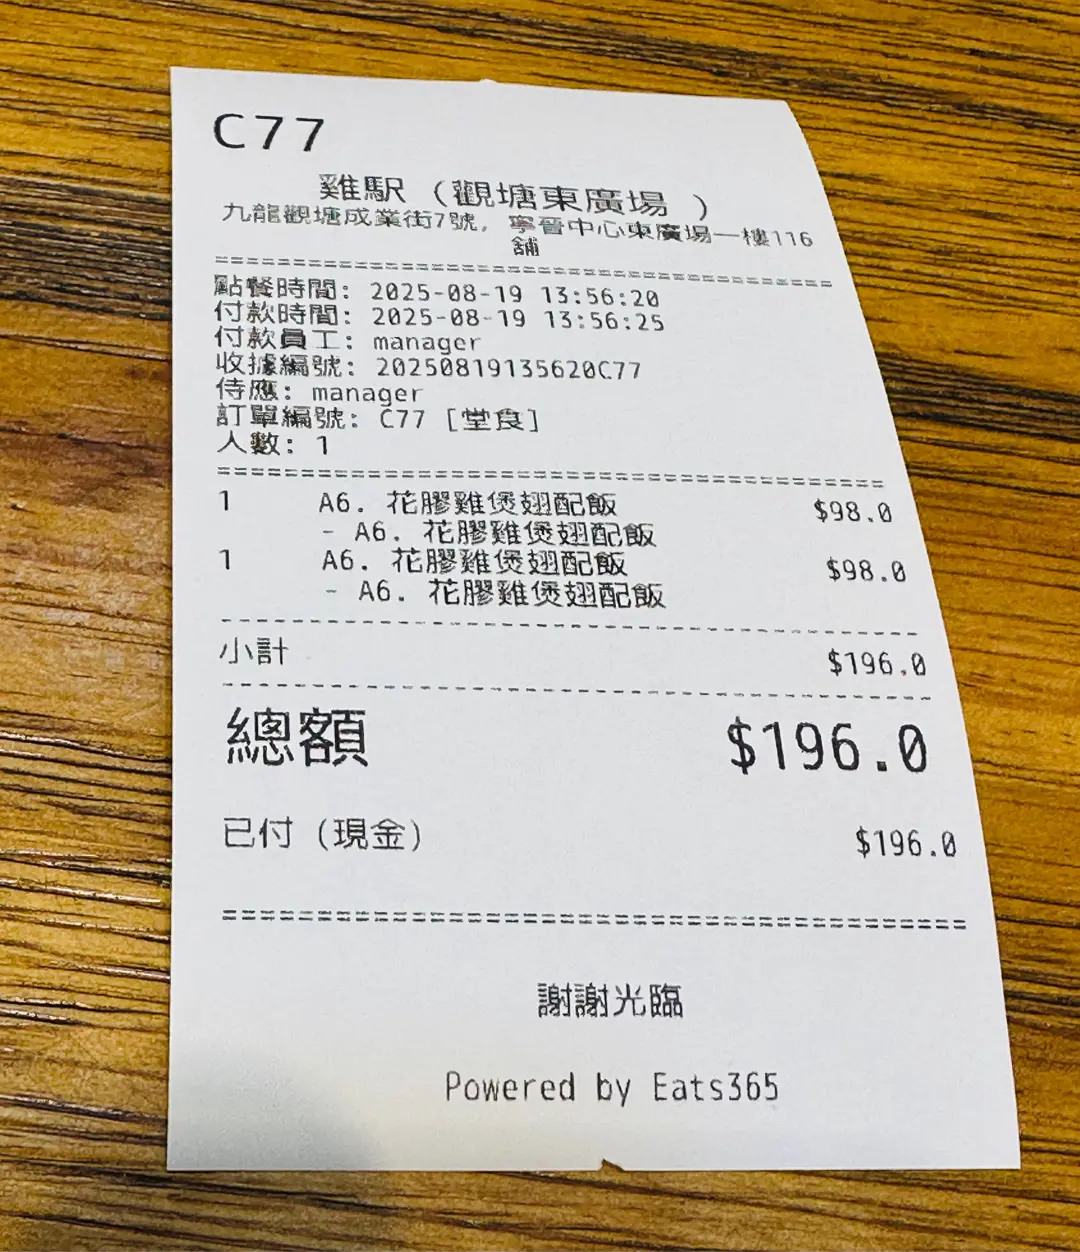 C77
雞駅（觀塘東廣場 ）
九龍觀塘成業街7號, 寧晉中心東廣場一樓116
舖
================================================
點餐時間: 2025-08-19 13:56:20
付款時間: 2025-08-19 13:56:25
付款員工: manager
收據編號: 20250819135620C77
侍應: manager
訂單編號: C77 [堂食]
人數: 1
================================================
1 A6. 花膠雞煲翅配飯 $98.0
- A6. 花膠雞煲翅配飯
1 A6. 花膠雞煲翅配飯 $98.0
- A6. 花膠雞煲翅配飯
------------------------------------------------
小計 $196.0
------------------------------------------------
總額 $196.0
已付（現金） $196.0
================================================
謝謝光臨
Powered by Eats365